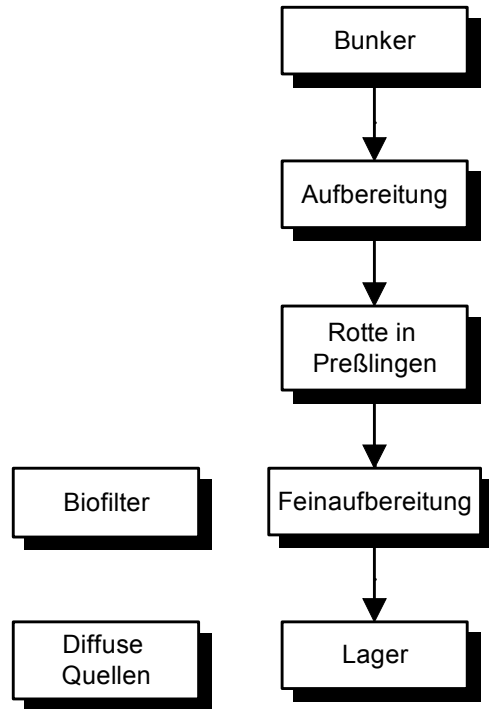 Bunker
Aufbereitung
Rotte in
Preßlingen
Biofilter
Feinaufbereitung
Diffuse
Quellen
Lager